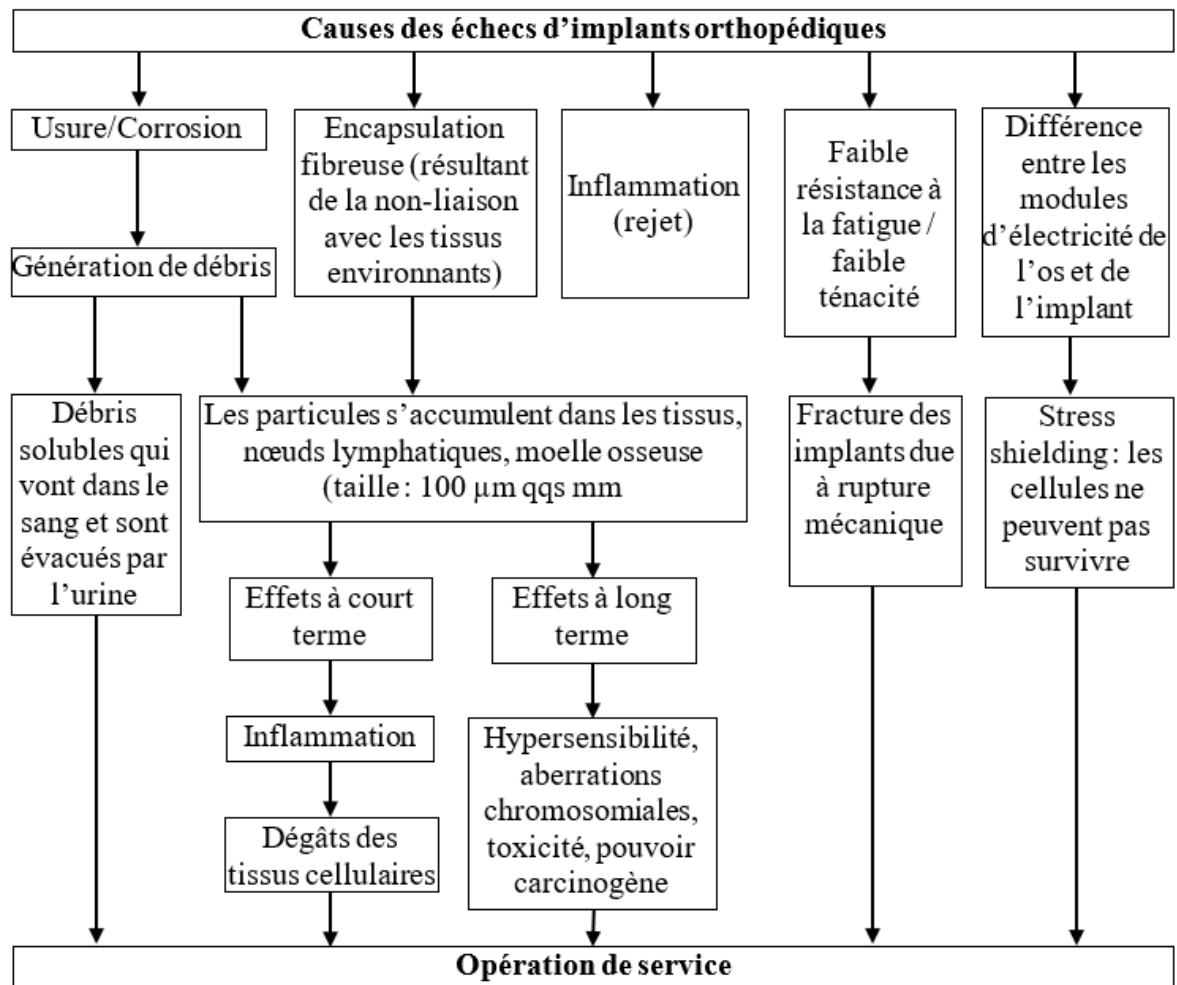 Causes des échecs d’implants orthopédiques
Usure/Corrosion
Génération de débris
Encapsulation
fibreuse (résultant
de la non-liaison
avec les tissus
environnants)
Inflammation
(rejet)
Faible
résistance à
la fatigue /
faible
ténacité
Différence
entre les
modules
d’électricité de
l’os et de
l’implant
Débris
solubles qui
vont dans le
sang et sont
évacués par
l’urine
Les particules s’accumulent dans les tissus,
nœuds lymphatiques, moelle osseuse
(taille : 100 µm qqs mm
Fracture des
implants due
à rupture
mécanique
Stress
shielding : les
cellules ne
peuvent pas
survivre
Effets à court
terme
Effets à long
terme
Inflammation
Hypersensibilité,
aberrations
chromosomiales,
toxicité, pouvoir
carcinogène
Dégâts des
tissus cellulaires
Opération de service